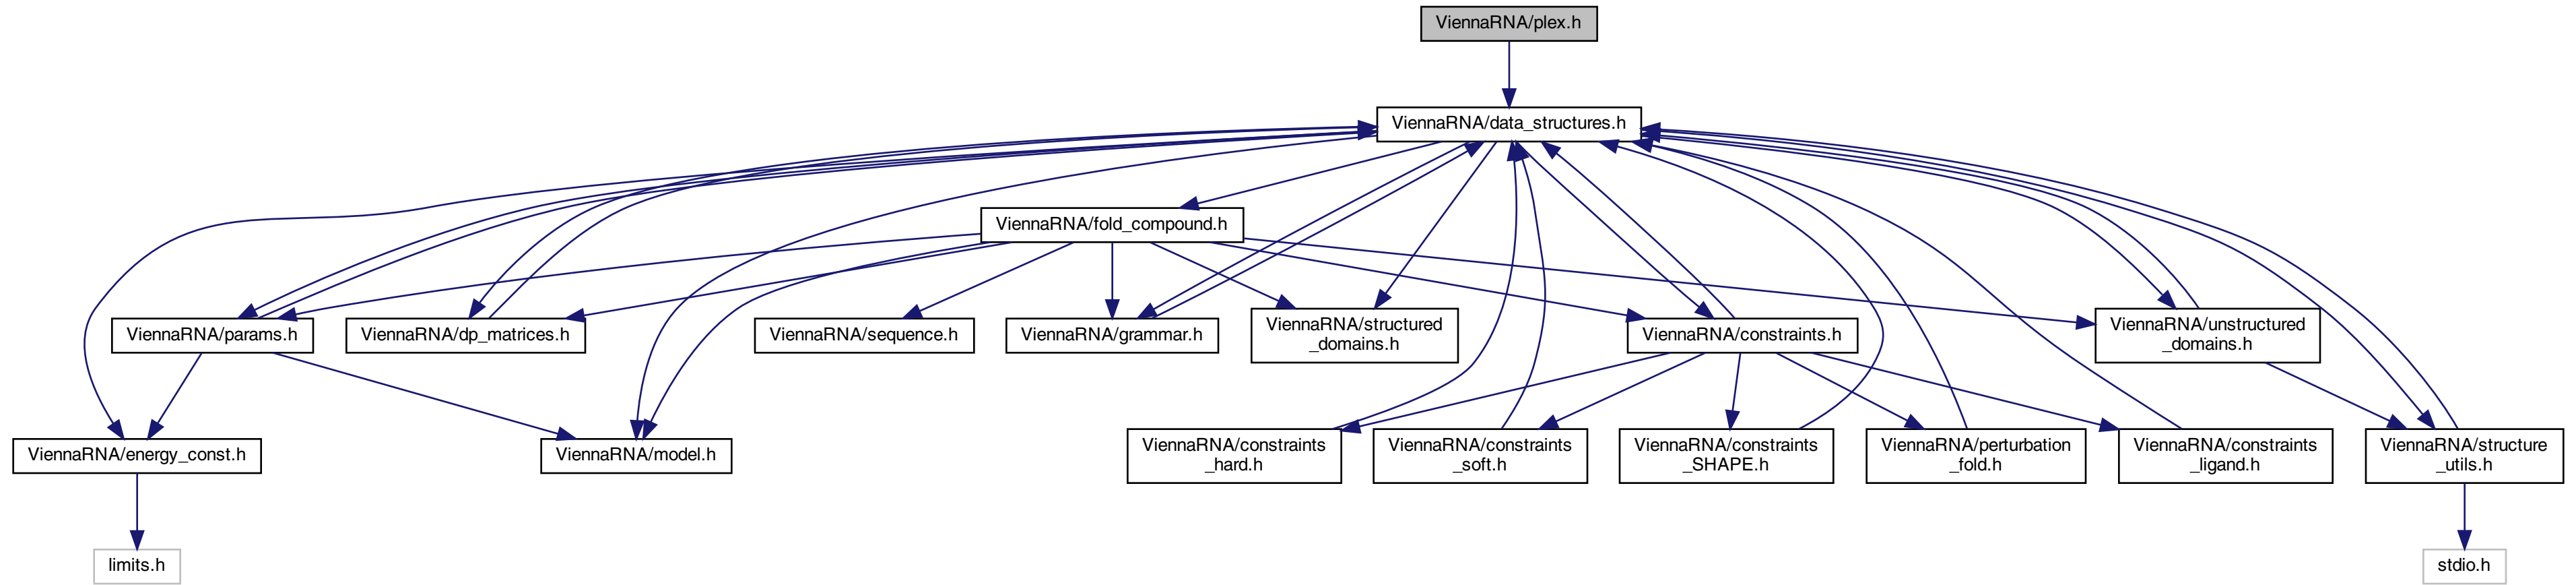 ViennaRNA/plex.h
ViennaRNA/data_structures.h
ViennaRNA/fold_compound.h
ViennaRNA/params.h
ViennaRNA/dp_matrices.h
ViennaRNA/sequence.h
ViennaRNA/grammar.h
ViennaRNA/structured
_domains.h
ViennaRNA/constraints.h
ViennaRNA/unstructured
_domains.h
ViennaRNA/energy_const.h
ViennaRNA/model.h
ViennaRNA/constraints
_hard.h
ViennaRNA/constraints
_soft.h
ViennaRNA/constraints
_SHAPE.h
ViennaRNA/perturbation
_fold.h
ViennaRNA/constraints
_ligand.h
ViennaRNA/structure
_utils.h
limits.h
stdio.h